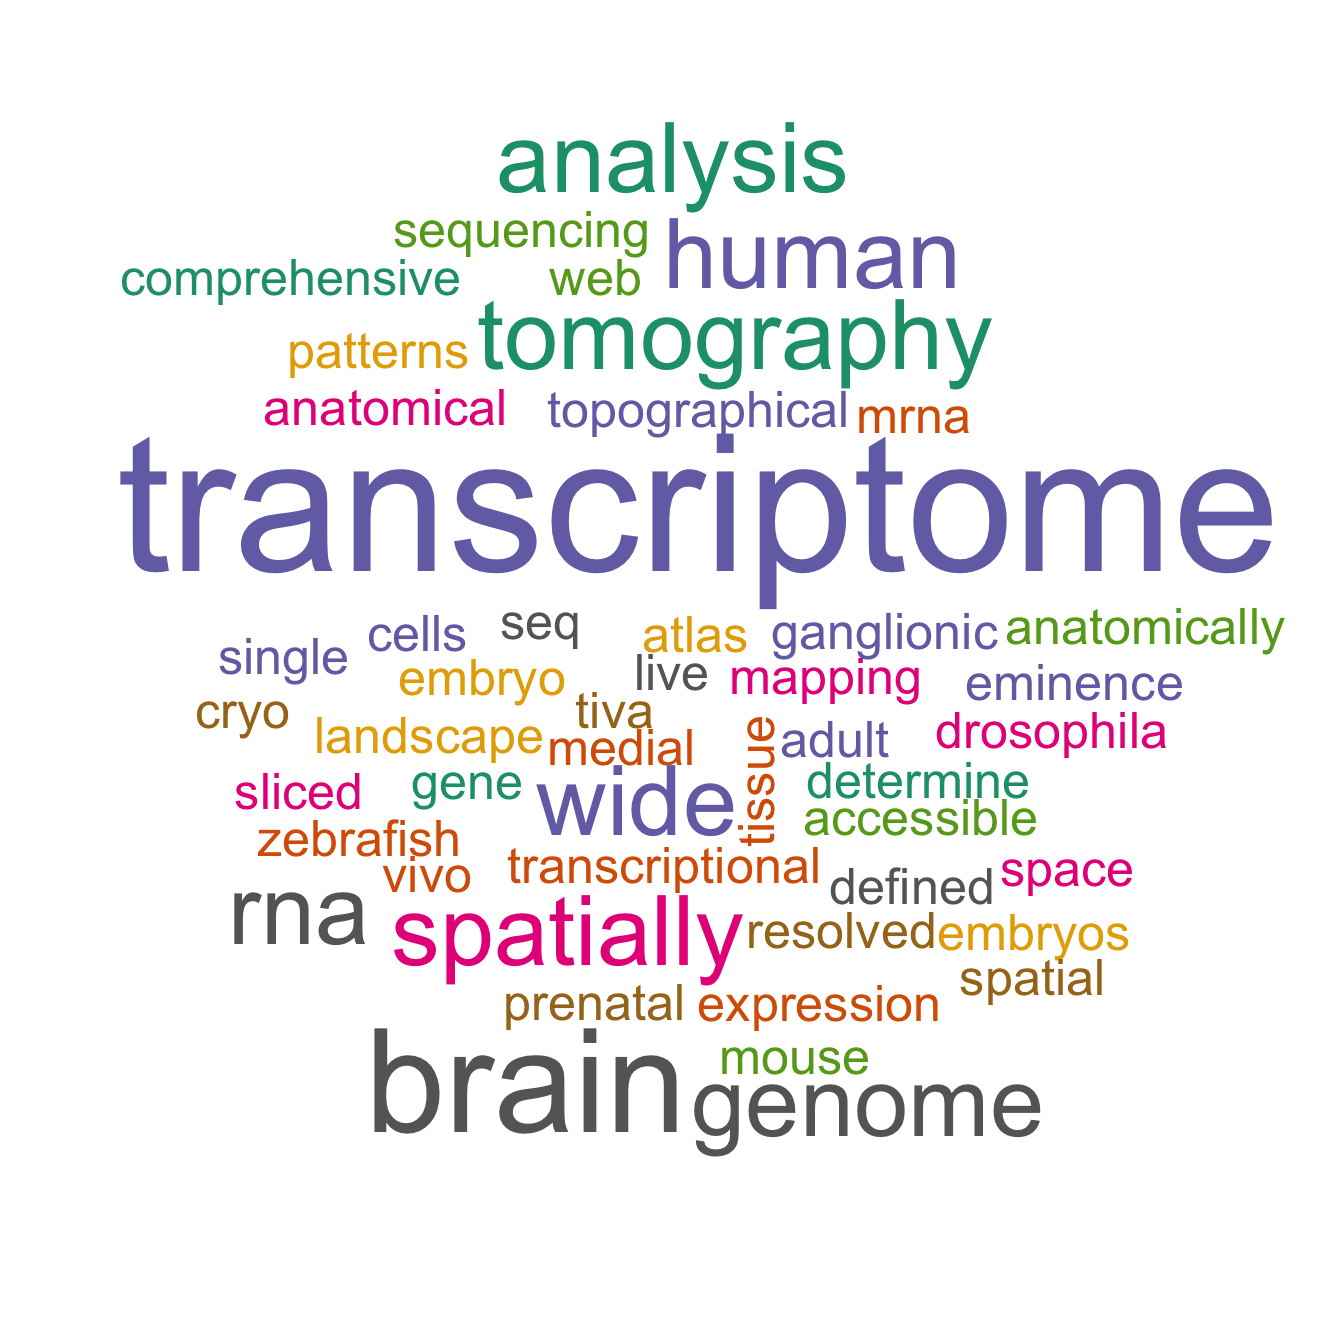 analysis
sequencing human
comprehensive web
tomography
patterns
anatomical topographical mrna
transcriptome
single cells seq atlas ganglionic anatomically
embryo live mapping eminence
cryo landscape tiva medial tissue adult drosophila
sliced gene wide determine
zebrafish accessible
vivo transcriptional defined space
rna spatially resolved embryos
spatial
prenatal expression
brain mouse
genome